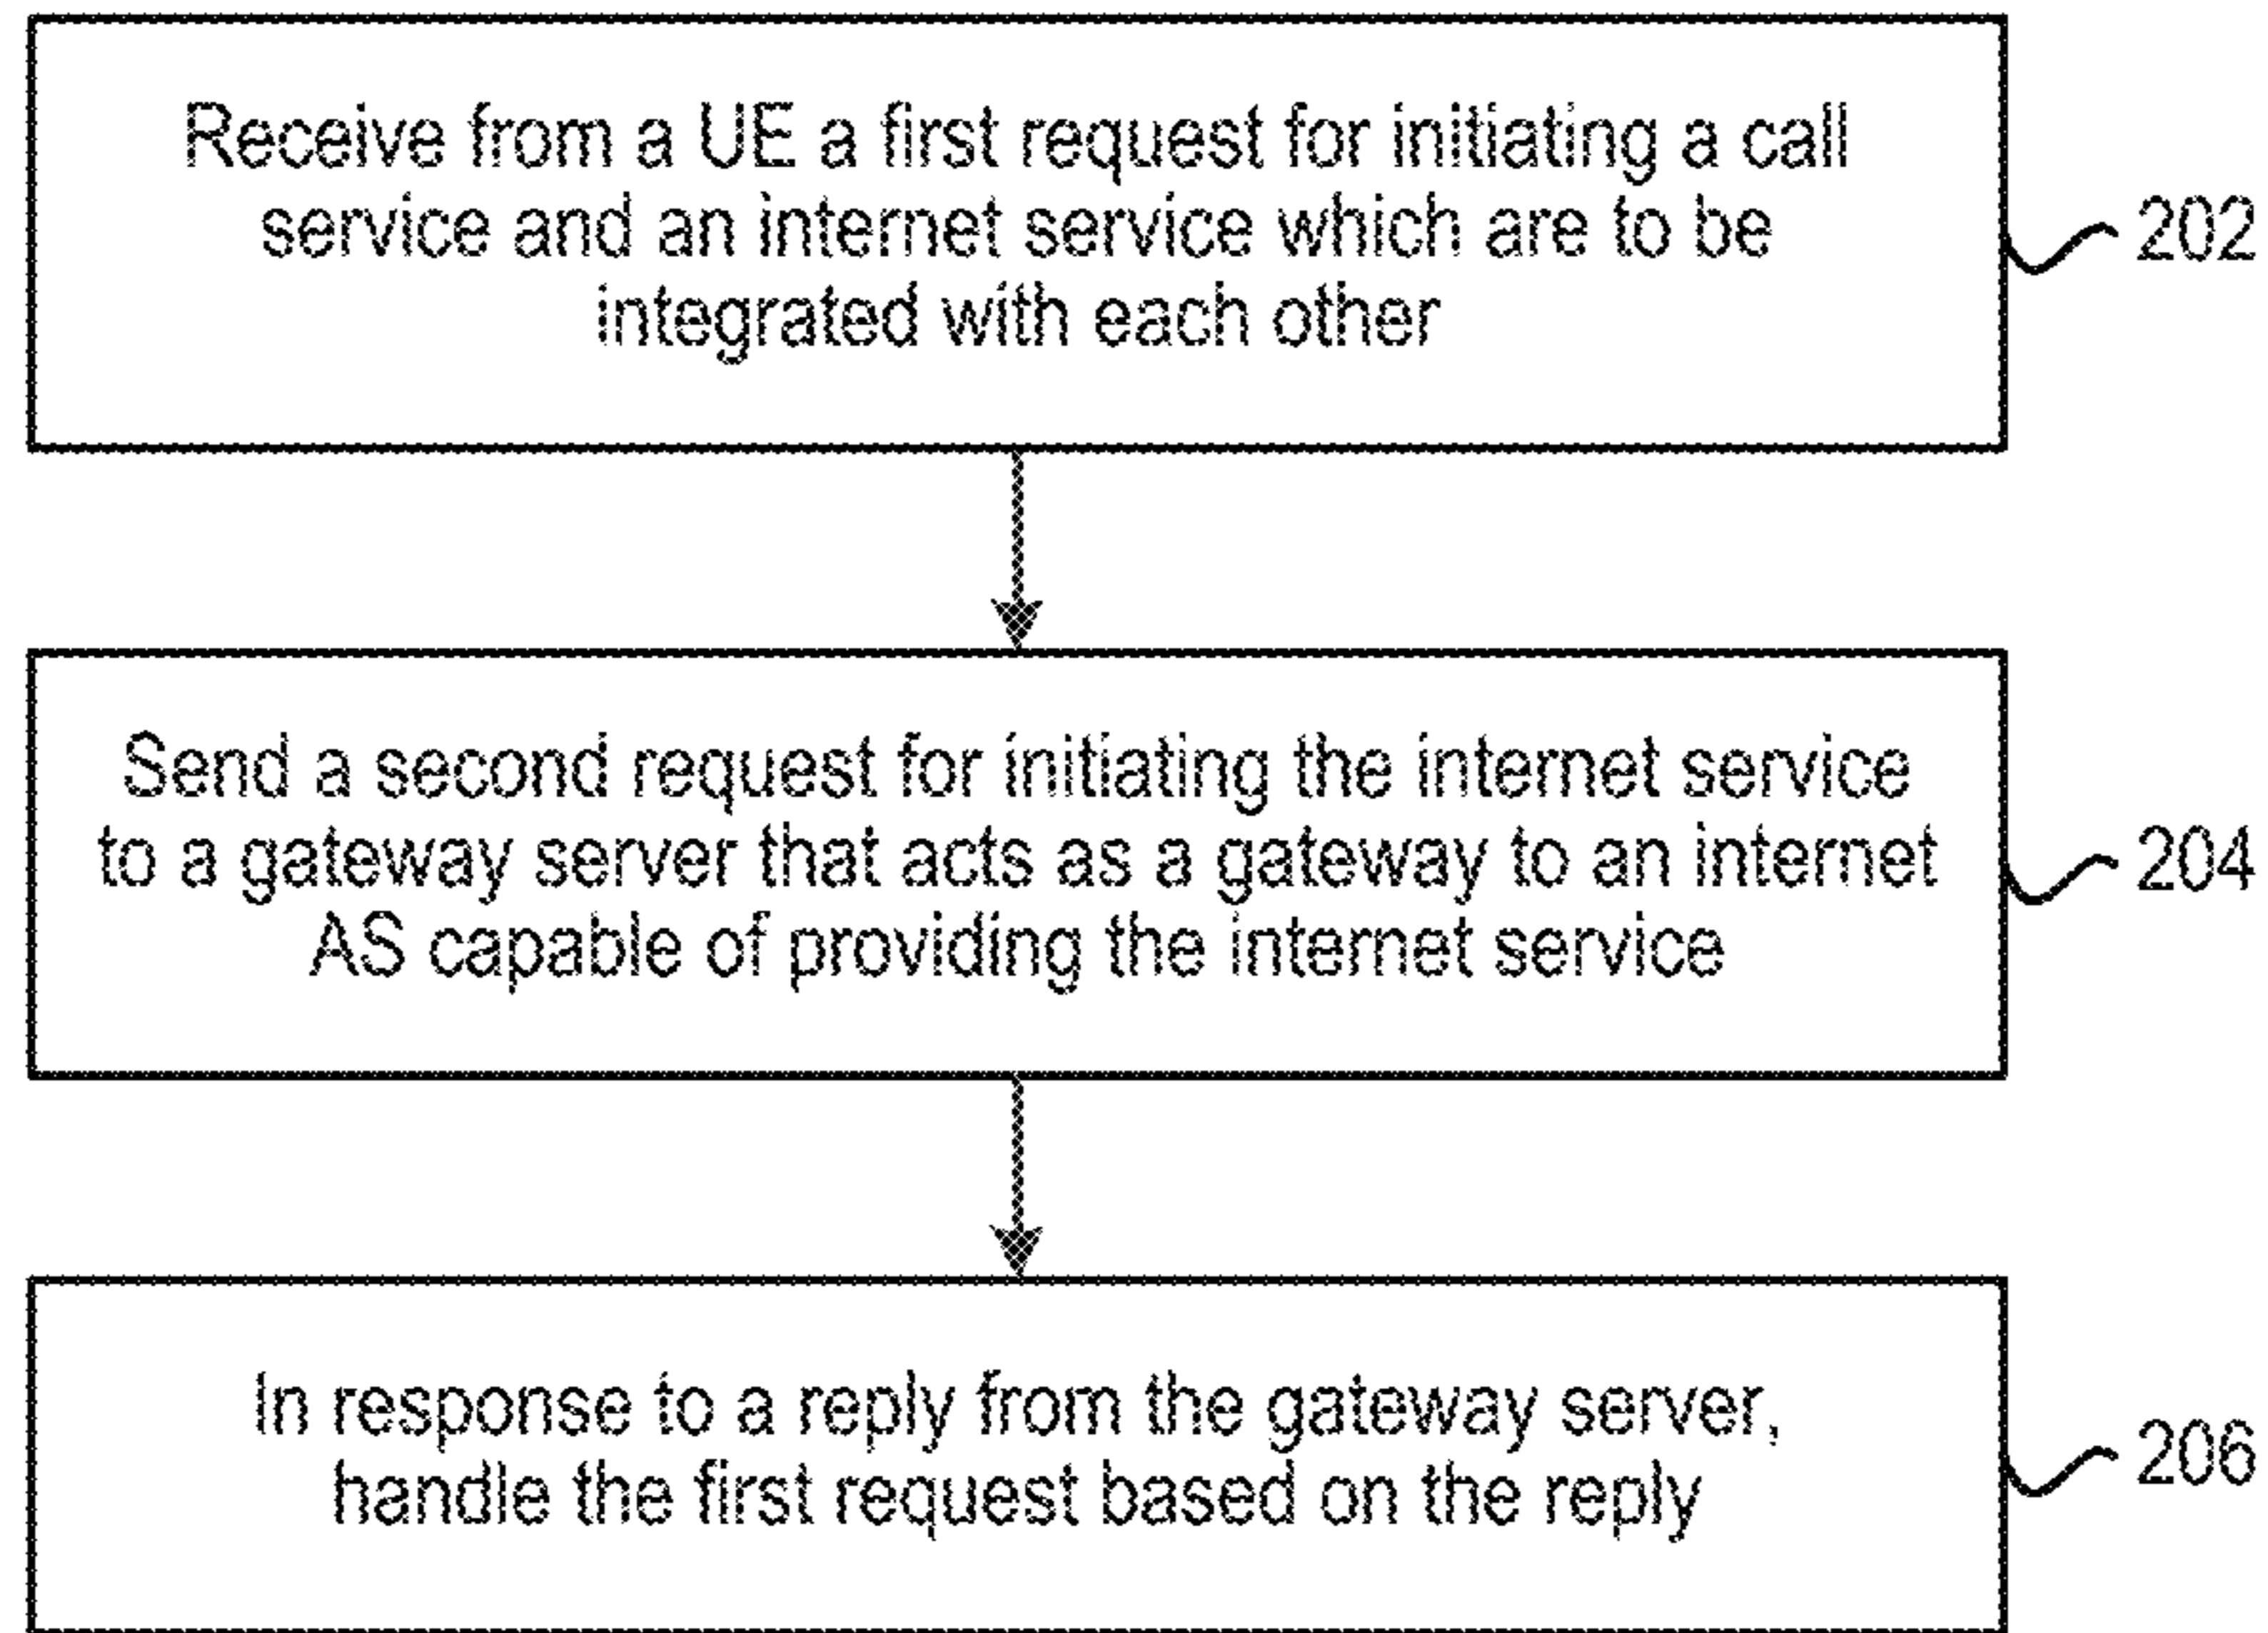 Receive from a UE a first request for initiating a call
service and an internet service which are to be
integrated with each other
202
Send a second request for initiating the internet service
to a gateway server that acts as a gateway to an internet
AS capable of providing the internet service
204
In response to a reply from the gateway server,
handle the first request based on the reply
206